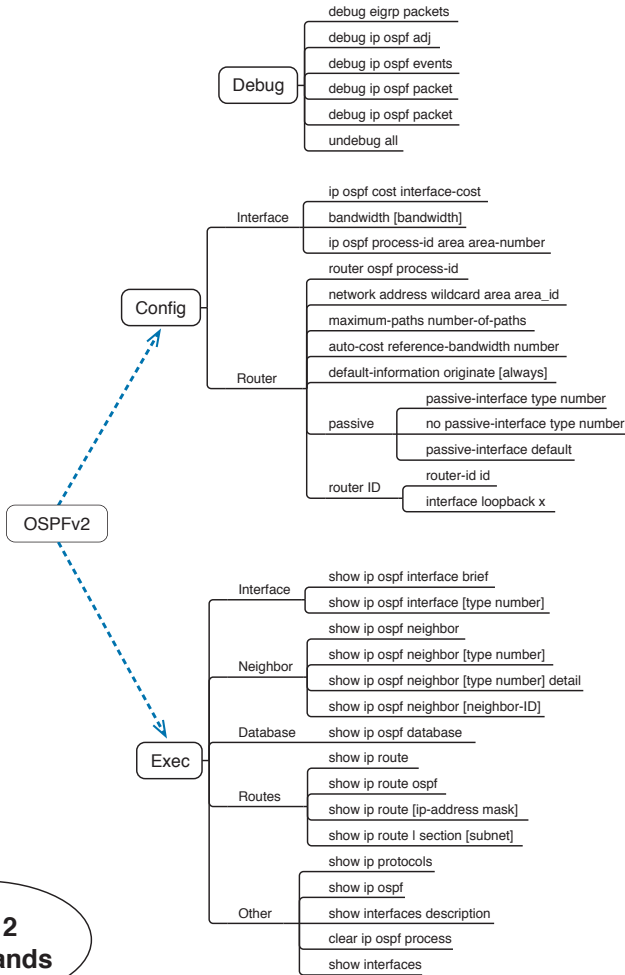 debug eigrp packets
debug ip ospf adj
debug ip ospf events
Debug
debug ip ospf packet
debug ip ospf packet
undebug all
ip ospf cost interface-cost
Interface
bandwidth [bandwidth]
ip ospf process-id area area-number
router ospf process-id
Config
network address wildcard area area_id
maximum-paths number-of-paths
auto-cost reference-bandwidth number
Router
default-information originate [always]
passive-interface type number
passive
no passive-interface type number
passive-interface default
router ID
router-id id
interface loopback x
OSPFv2
Interface
show ip ospf interface brief
show ip ospf interface [type number]
show ip ospf neighbor
Neighbor
show ip ospf neighbor [type number]
show ip ospf neighbor [type number] detail
show ip ospf neighbor [neighbor-ID]
Database
show ip ospf database
Exec
show ip route
show ip route ospf
Routes
show ip route [ip-address mask]
show ip route | section [subnet]
show ip protocols
show ip ospf
Other
show interfaces description
clear ip ospf process
show interfaces
2